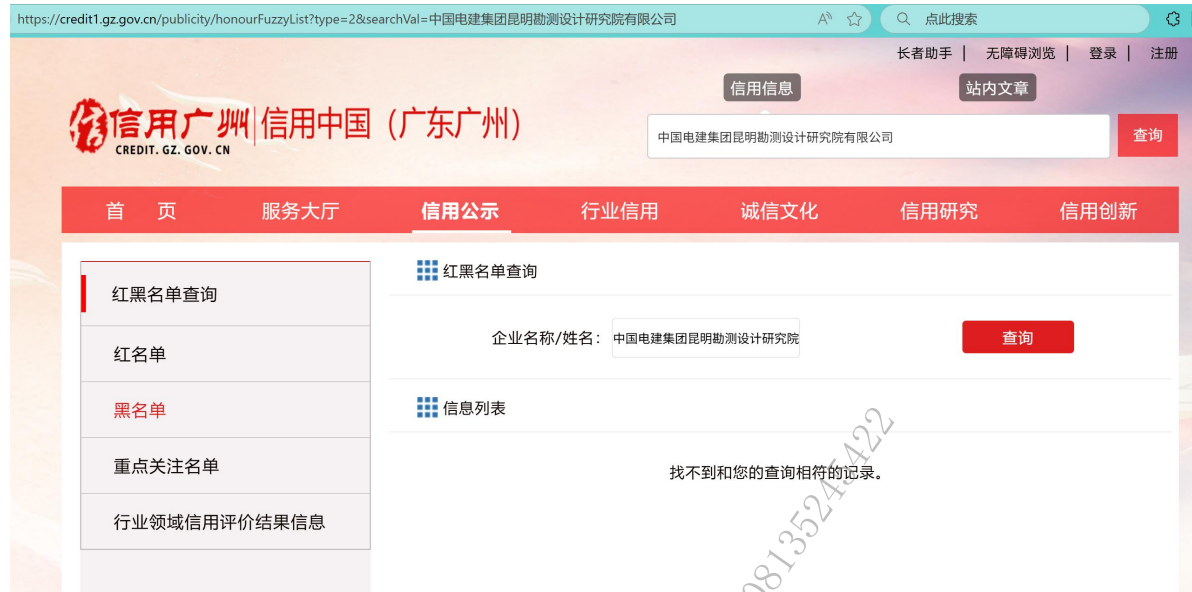 https://credit1.gz.gov.cn/publicity/honourFuzzyList?type=2&searchVal=中国电建集团昆明勘测设计研究院有限公司
点此搜索
长者助手 | 无障碍浏览 | 登录 | 注册
信用信息 站内文章
信用广州 信用中国（广东广州）
CREDIT. GZ. GOV. CN
中国电建集团昆明勘测设计研究院有限公司 查询
首 页 服务大厅 信用公示 行业信用 诚信文化 信用研究 信用创新
红黑名单查询
红名单
黑名单
重点关注名单
行业领域信用评价结果信息
红黑名单查询
企业名称/姓名： 中国电建集团昆明勘测设计研究院 查询
信息列表
找不到和您的查询相符的记录。